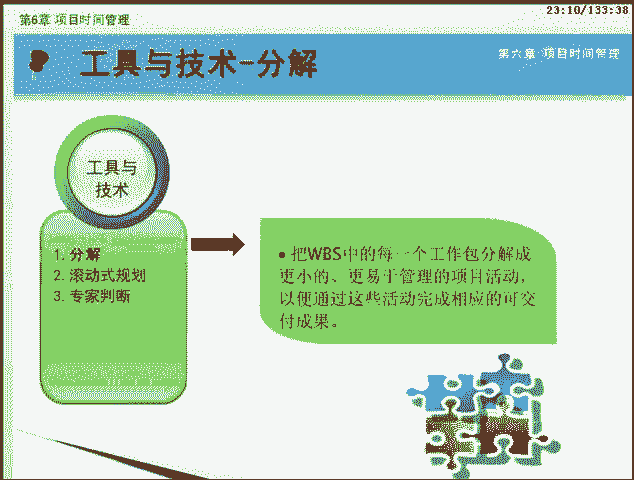 第6章 项目时间管理
23:10/133:38
工具与技术-分解
第六章 项目时间管理
工具与
技术
1. 分解
2. 滚动式规划
3. 专家判断
• 把WBS中的每一个工作包分解成
更小的、更易于管理的项目活动，
以便通过这些活动完成相应的可交
付成果。